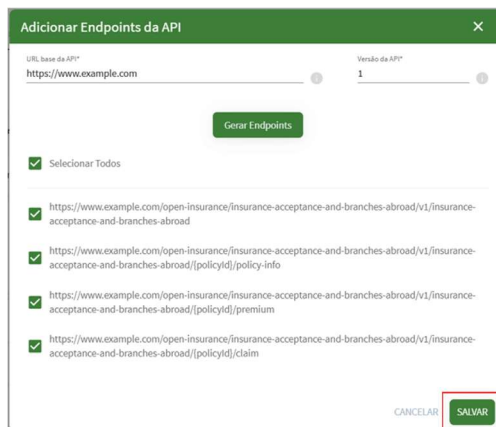 Adicionar Endpoints da API
URL base da API*
Versão da API*
https://www.example.com
1
Gerar Endpoints
Selecionar Todos
https://www.example.com/open-insurance/insurance-acceptance-and-branches-abroad/v1/insurance-
acceptance-and-branches-abroad
https://www.example.com/open-insurance/insurance-acceptance-and-branches-abroad/v1/insurance-
acceptance-and-branches-abroad/{policyId}/policy-info
https://www.example.com/open-insurance/insurance-acceptance-and-branches-abroad/v1/insurance-
acceptance-and-branches-abroad/{policyId}/premium
https://www.example.com/open-insurance/insurance-acceptance-and-branches-abroad/v1/insurance-
acceptance-and-branches-abroad/{policyId}/claim
CANCELAR
SALVAR